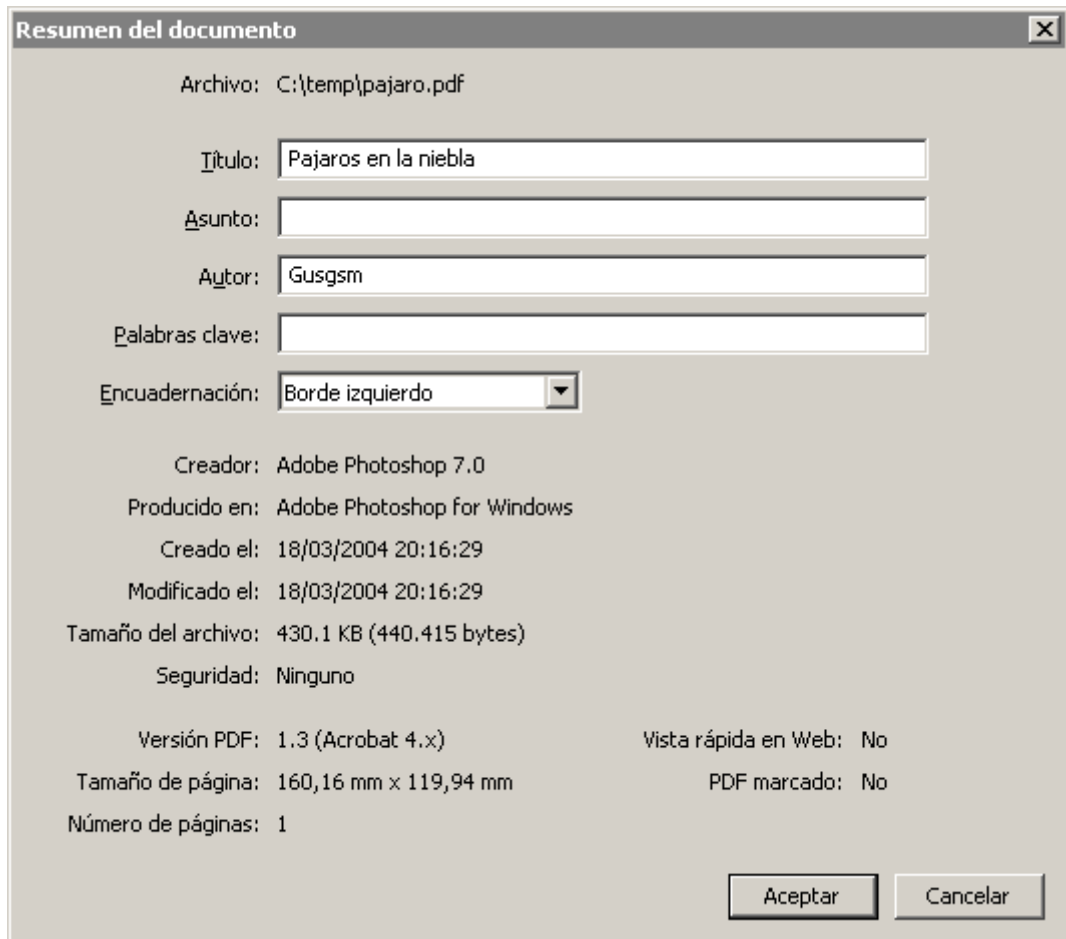 Resumen del documento
Archivo: C:\temp\pajaro.pdf
Título: Pajaros en la niebla
Asunto:
Autor: Gusgsm
Palabras clave:
Encuadernación: Borde izquierdo
Creador: Adobe Photoshop 7.0
Producido en: Adobe Photoshop for Windows
Creado el: 18/03/2004 20:16:29
Modificado el: 18/03/2004 20:16:29
Tamaño del archivo: 430.1 KB (440.415 bytes)
Seguridad: Ninguno
Versión PDF: 1.3 (Acrobat 4.x) Vista rápida en Web: No
Tamaño de página: 160,16 mm x 119,94 mm PDF marcado: No
Número de páginas: 1
Aceptar Cancelar